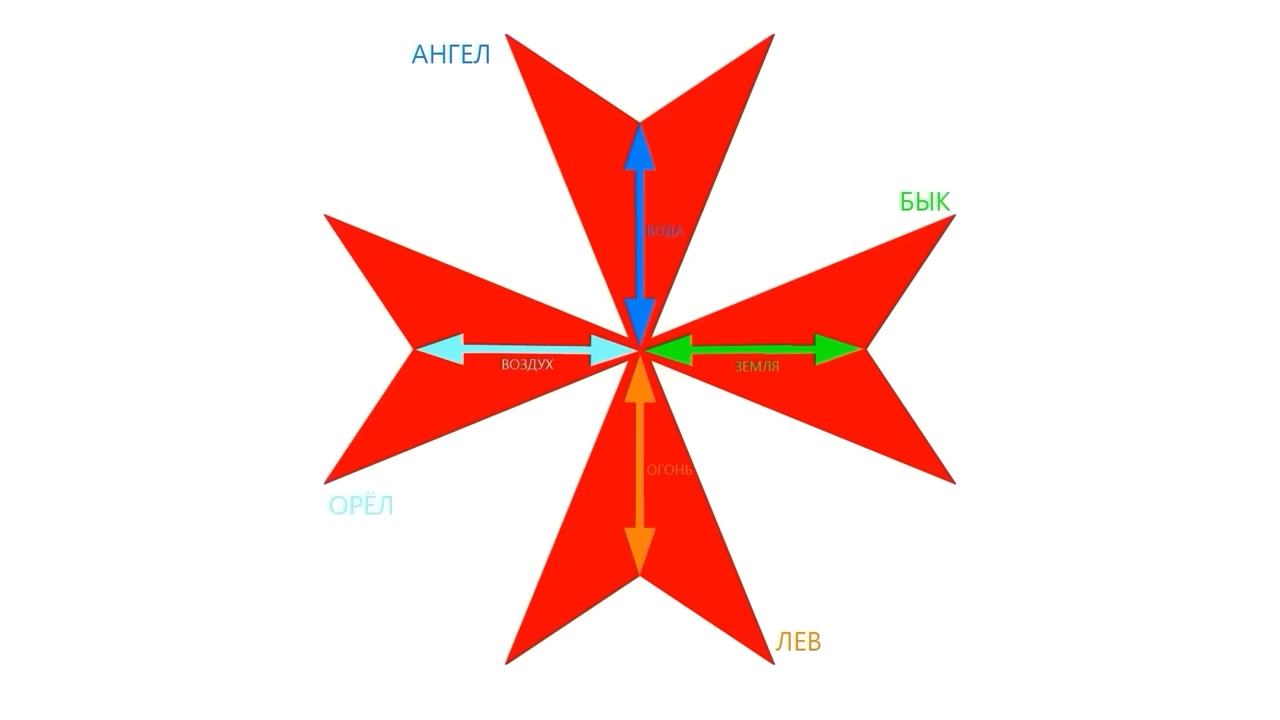 АНГЕЛ
БЫК
ВОДА
ВОЗДУХ
ЗЕМЛЯ
ОГОНЬ
ОРЁЛ
ЛЕВ